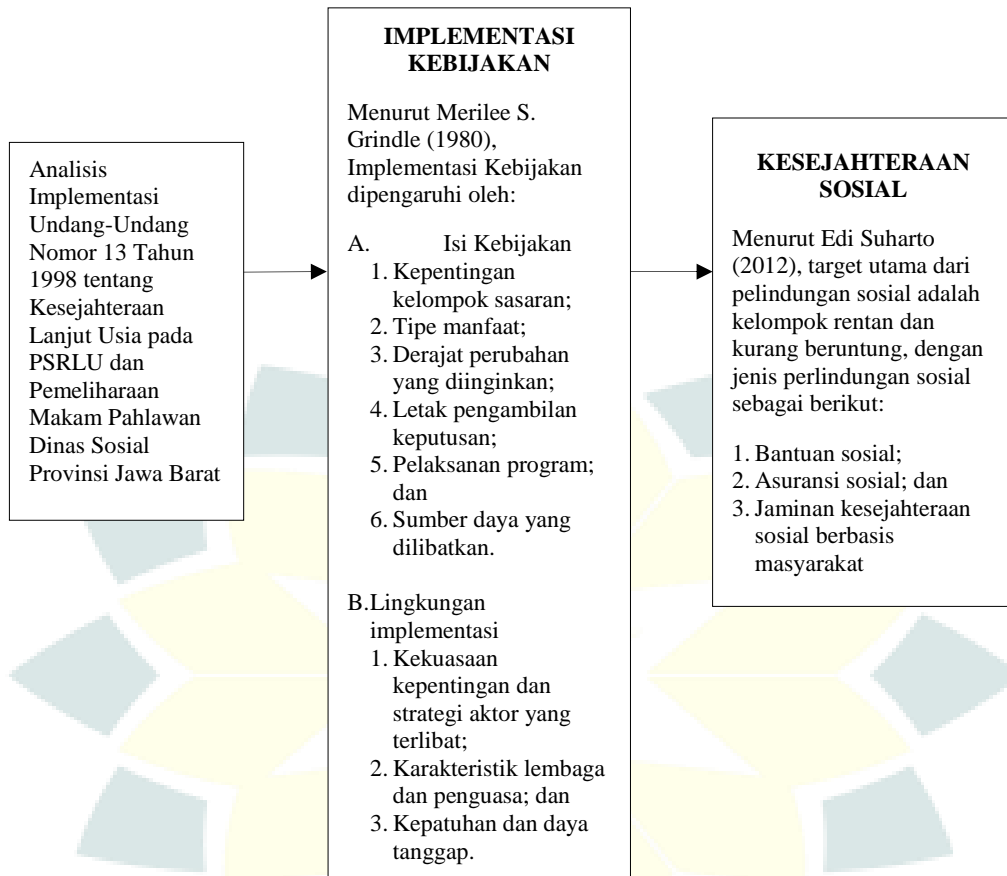 Analisis
Implementasi
Undang-Undang
Nomor 13 Tahun
1998 tentang
Kesejahteraan
Lanjut Usia pada
PSRLU dan
Pemeliharaan
Makam Pahlawan
Dinas Sosial
Provinsi Jawa Barat
IMPLEMENTASI
KEBIJAKAN
Menurut Merilee S.
Grindle (1980),
Implementasi Kebijakan
dipengaruhi oleh:
A. Isi Kebijakan
1. Kepentingan
kelompok sasaran;
2. Tipe manfaat;
3. Derajat perubahan
yang diinginkan;
4. Letak pengambilan
keputusan;
5. Pelaksanan program;
dan
6. Sumber daya yang
dilibatkan.
B.Lingkungan
implementasi
1. Kekuasaan
kepentingan dan
strategi aktor yang
terlibat;
2. Karakteristik lembaga
dan penguasa; dan
3. Kepatuhan dan daya
tanggap.
KESEJAHTERAAN
SOSIAL
Menurut Edi Suharto
(2012), target utama dari
pelindungan sosial adalah
kelompok rentan dan
kurang beruntung, dengan
jenis perlindungan sosial
sebagai berikut:
1. Bantuan sosial;
2. Asuransi sosial; dan
3. Jaminan kesejahteraan
sosial berbasis
masyarakat